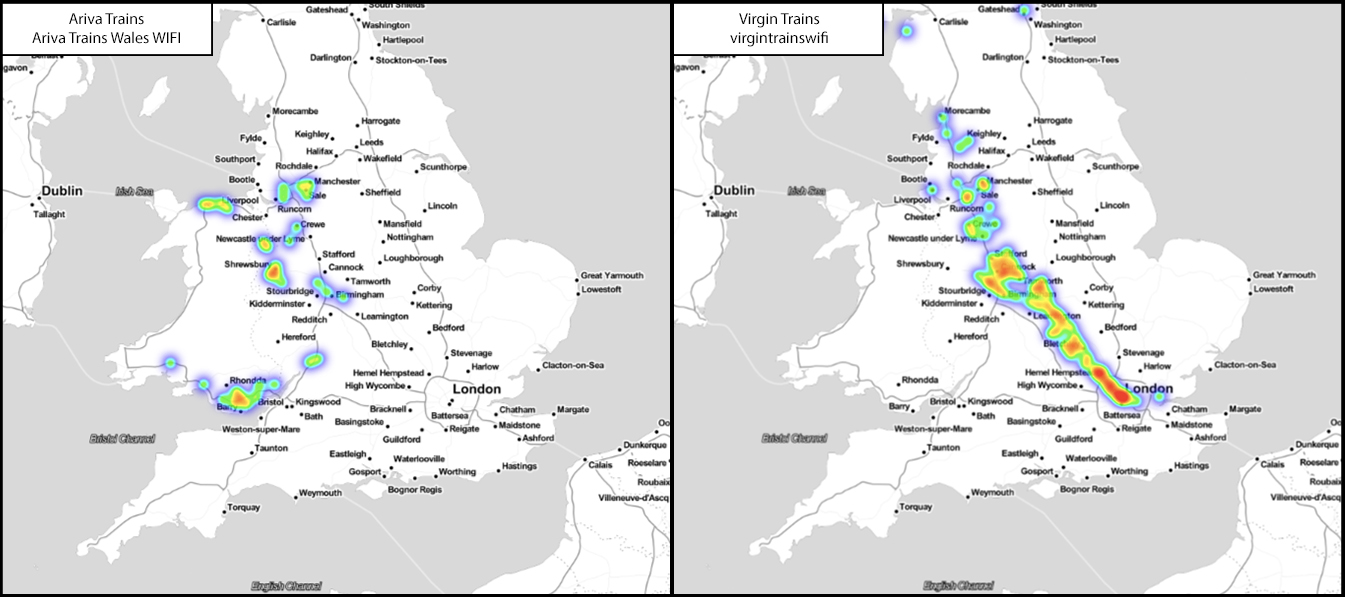 Ariva Trains
Ariva Trains Wales WIFI
Gateshead
South Shields
Carlisle
Washington
Hartlepool
Darlington
Stockton-on-Tees
igavon
Belfast
Morecambe
Harrogate
Fylde
Keighley
Leeds
Halifax
Wakefield
Southport
Rochdale
Scunthorpe
Bootle
Manchester
Dublin
Irish Sea
Sheffield
Liverpool
Sale
Tallaght
Runcorn
Lincoln
Chester
Crewe
Mansfield
Newcastle under Lyme
Nottingham
Stafford
Loughborough
Shrewsbury
Cannock
Great Yarmouth
Tamworth
Stourbridge
Birmingham
Corby
Lowestoft
Kidderminster
Kettering
Redditch
Leamington
Bedford
Hereford
Bletchley
Stevenage
Harlow
Clacton-on-Sea
Hemel Hempstead
Rhondda
High Wycombe
London
Barry
Bristol
Kingswood
Bracknell
Chatham
Margate
Bath
Battersea
Basingstoke
Reigate
Maidstone
Weston-super-Mare
Guildford
Ashford
Bristol Channel
Dunkerque
Taunton
Eastleigh
Waterlooville
Calais
Roeselare
Gosport
Worthing
Hastings
Roubaix
Bognor Regis
Weymouth
Villeneuve-d'Ascq
Torquay
English Channel
Virgin Trains
virgintrainswifi
Gateshead
South Shields
Carlisle
Washington
Hartlepool
Darlington
Stockton-on-Tees
igavon
Belfast
Morecambe
Harrogate
Fylde
Keighley
Leeds
Halifax
Wakefield
Southport
Rochdale
Scunthorpe
Bootle
Manchester
Dublin
Irish Sea
Sheffield
Liverpool
Sale
Tallaght
Runcorn
Lincoln
Chester
Crewe
Mansfield
Newcastle under Lyme
Nottingham
Stafford
Loughborough
Shrewsbury
Great Yarmouth
Tamworth
Stourbridge
Birmingham
Corby
Lowestoft
Kidderminster
Kettering
Redditch
Leamington
Bedford
Hereford
Stevenage
Harlow
Clacton-on-Sea
Hemel Hempstead
Rhondda
High Wycombe
London
Barry
Bristol
Kingswood
Bracknell
Chatham
Margate
Bath
Battersea
Basingstoke
Reigate
Maidstone
Weston-super-Mare
Guildford
Ashford
Bristol Channel
Dunkerque
Taunton
Eastleigh
Waterlooville
Calais
Roeselare
Gosport
Worthing
Hastings
Roubaix
Bognor Regis
Weymouth
Villeneuve-d'Ascq
Torquay
English Channel